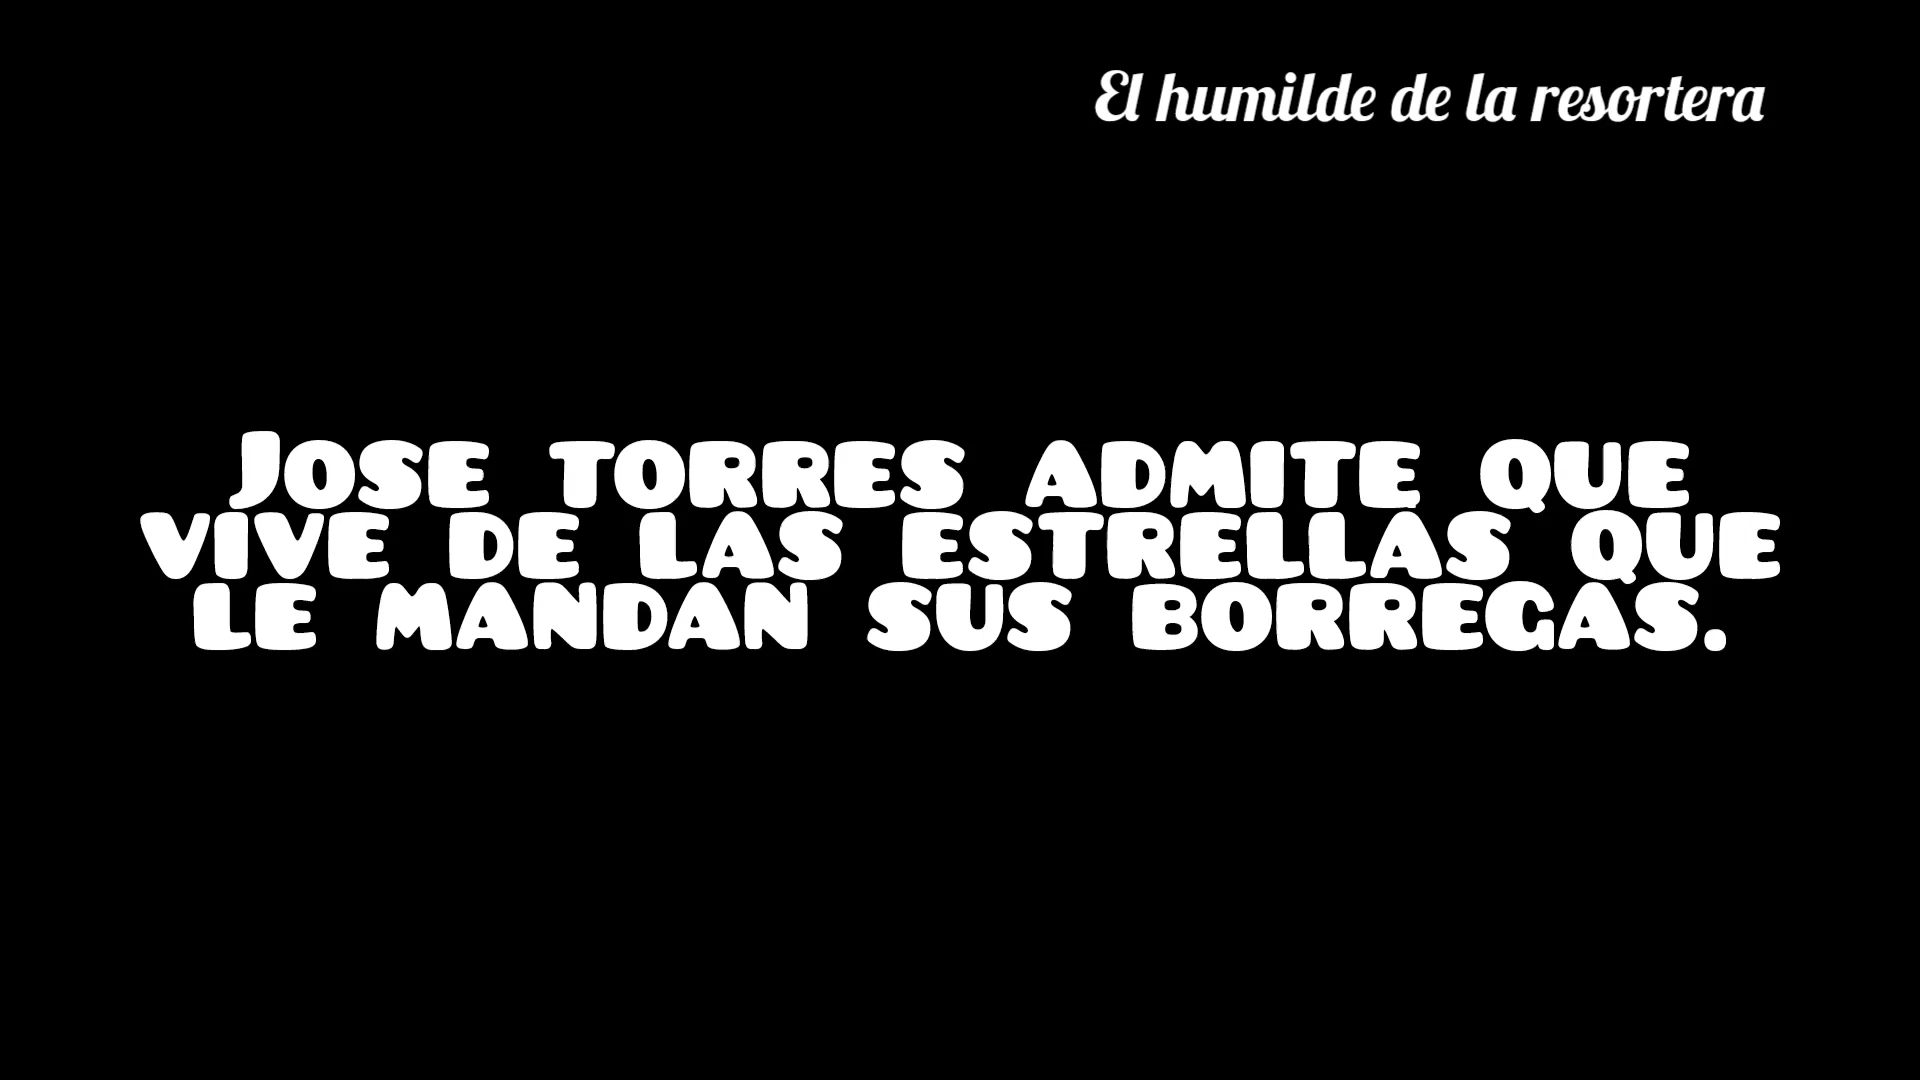 El humilde de la resortera
Jose torres admite que
vive de las estrellas que
le mandan sus borregas.